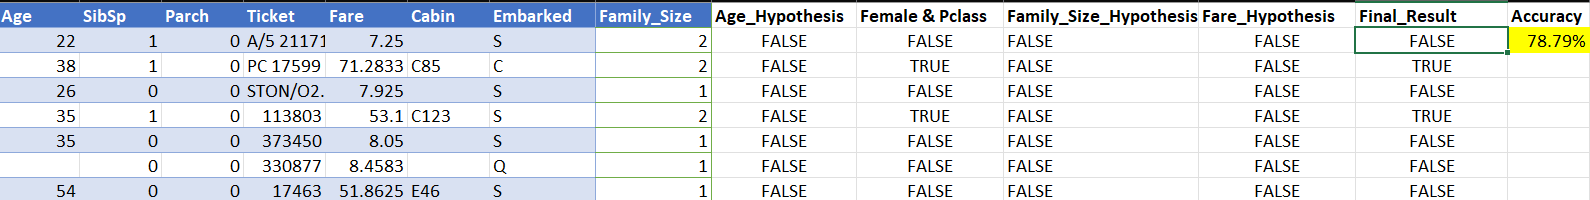 Age SibSp Parch Ticket Fare Cabin Embarked Family_Size Age_Hypothesis Female & Pclass Family_Size_Hypothesis Fare_Hypothesis Final_Result Accuracy
22 1 0 A/5 21171 7.25 S 2 FALSE FALSE FALSE FALSE FALSE 78.79%
38 1 0 PC 17599 71.2833 C85 C 2 FALSE TRUE FALSE FALSE TRUE
26 0 0 STON/O2. 7.925 S 1 FALSE FALSE FALSE FALSE FALSE
35 1 0 113803 53.1 C123 S 2 FALSE TRUE FALSE FALSE TRUE
35 0 0 373450 8.05 S 1 FALSE FALSE FALSE FALSE FALSE
0 0 330877 8.4583 Q 1 FALSE FALSE FALSE FALSE FALSE
54 0 0 17463 51.8625 E46 S 1 FALSE FALSE FALSE FALSE FALSE